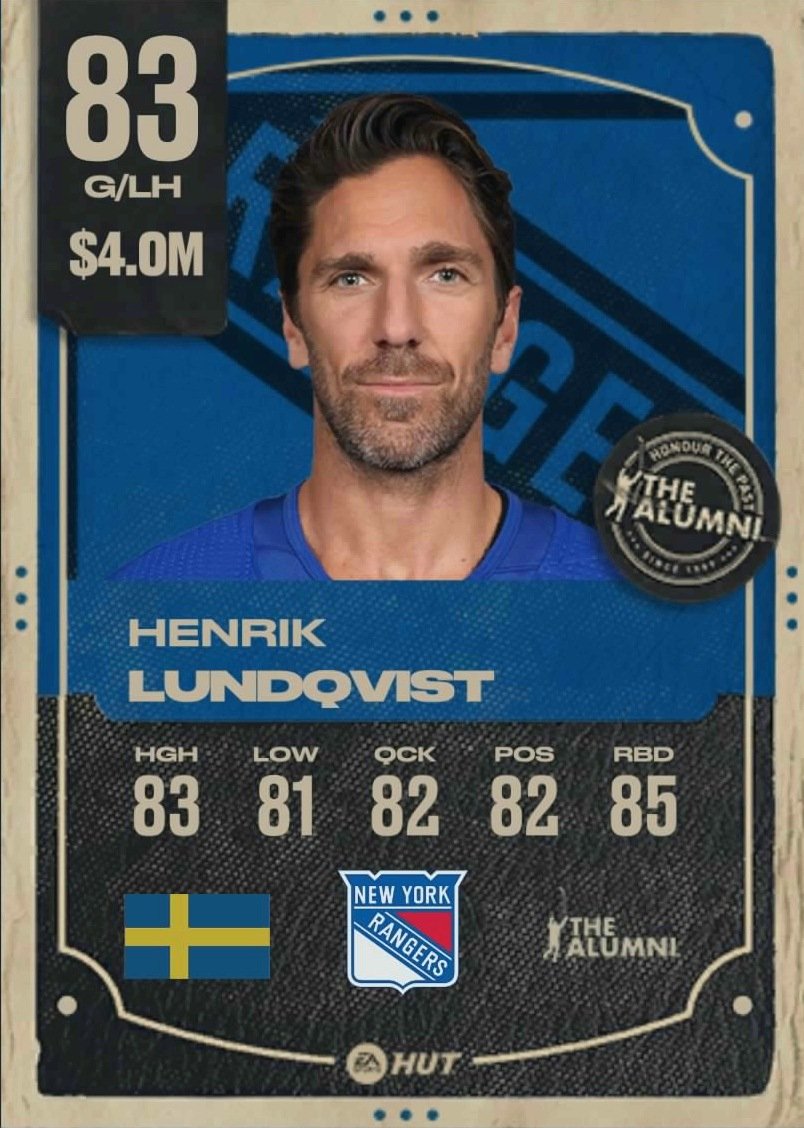 83
G/LH
$4.0M
RANGE
HONOUR THE PAST
THE
ALUMNI
HENRIK
LUNDQVIST
HGH LOW QCK POS RBD
83 81 82 82 85
NEW YORK
RANGERS
THE
ALUMNI
EA
HUT